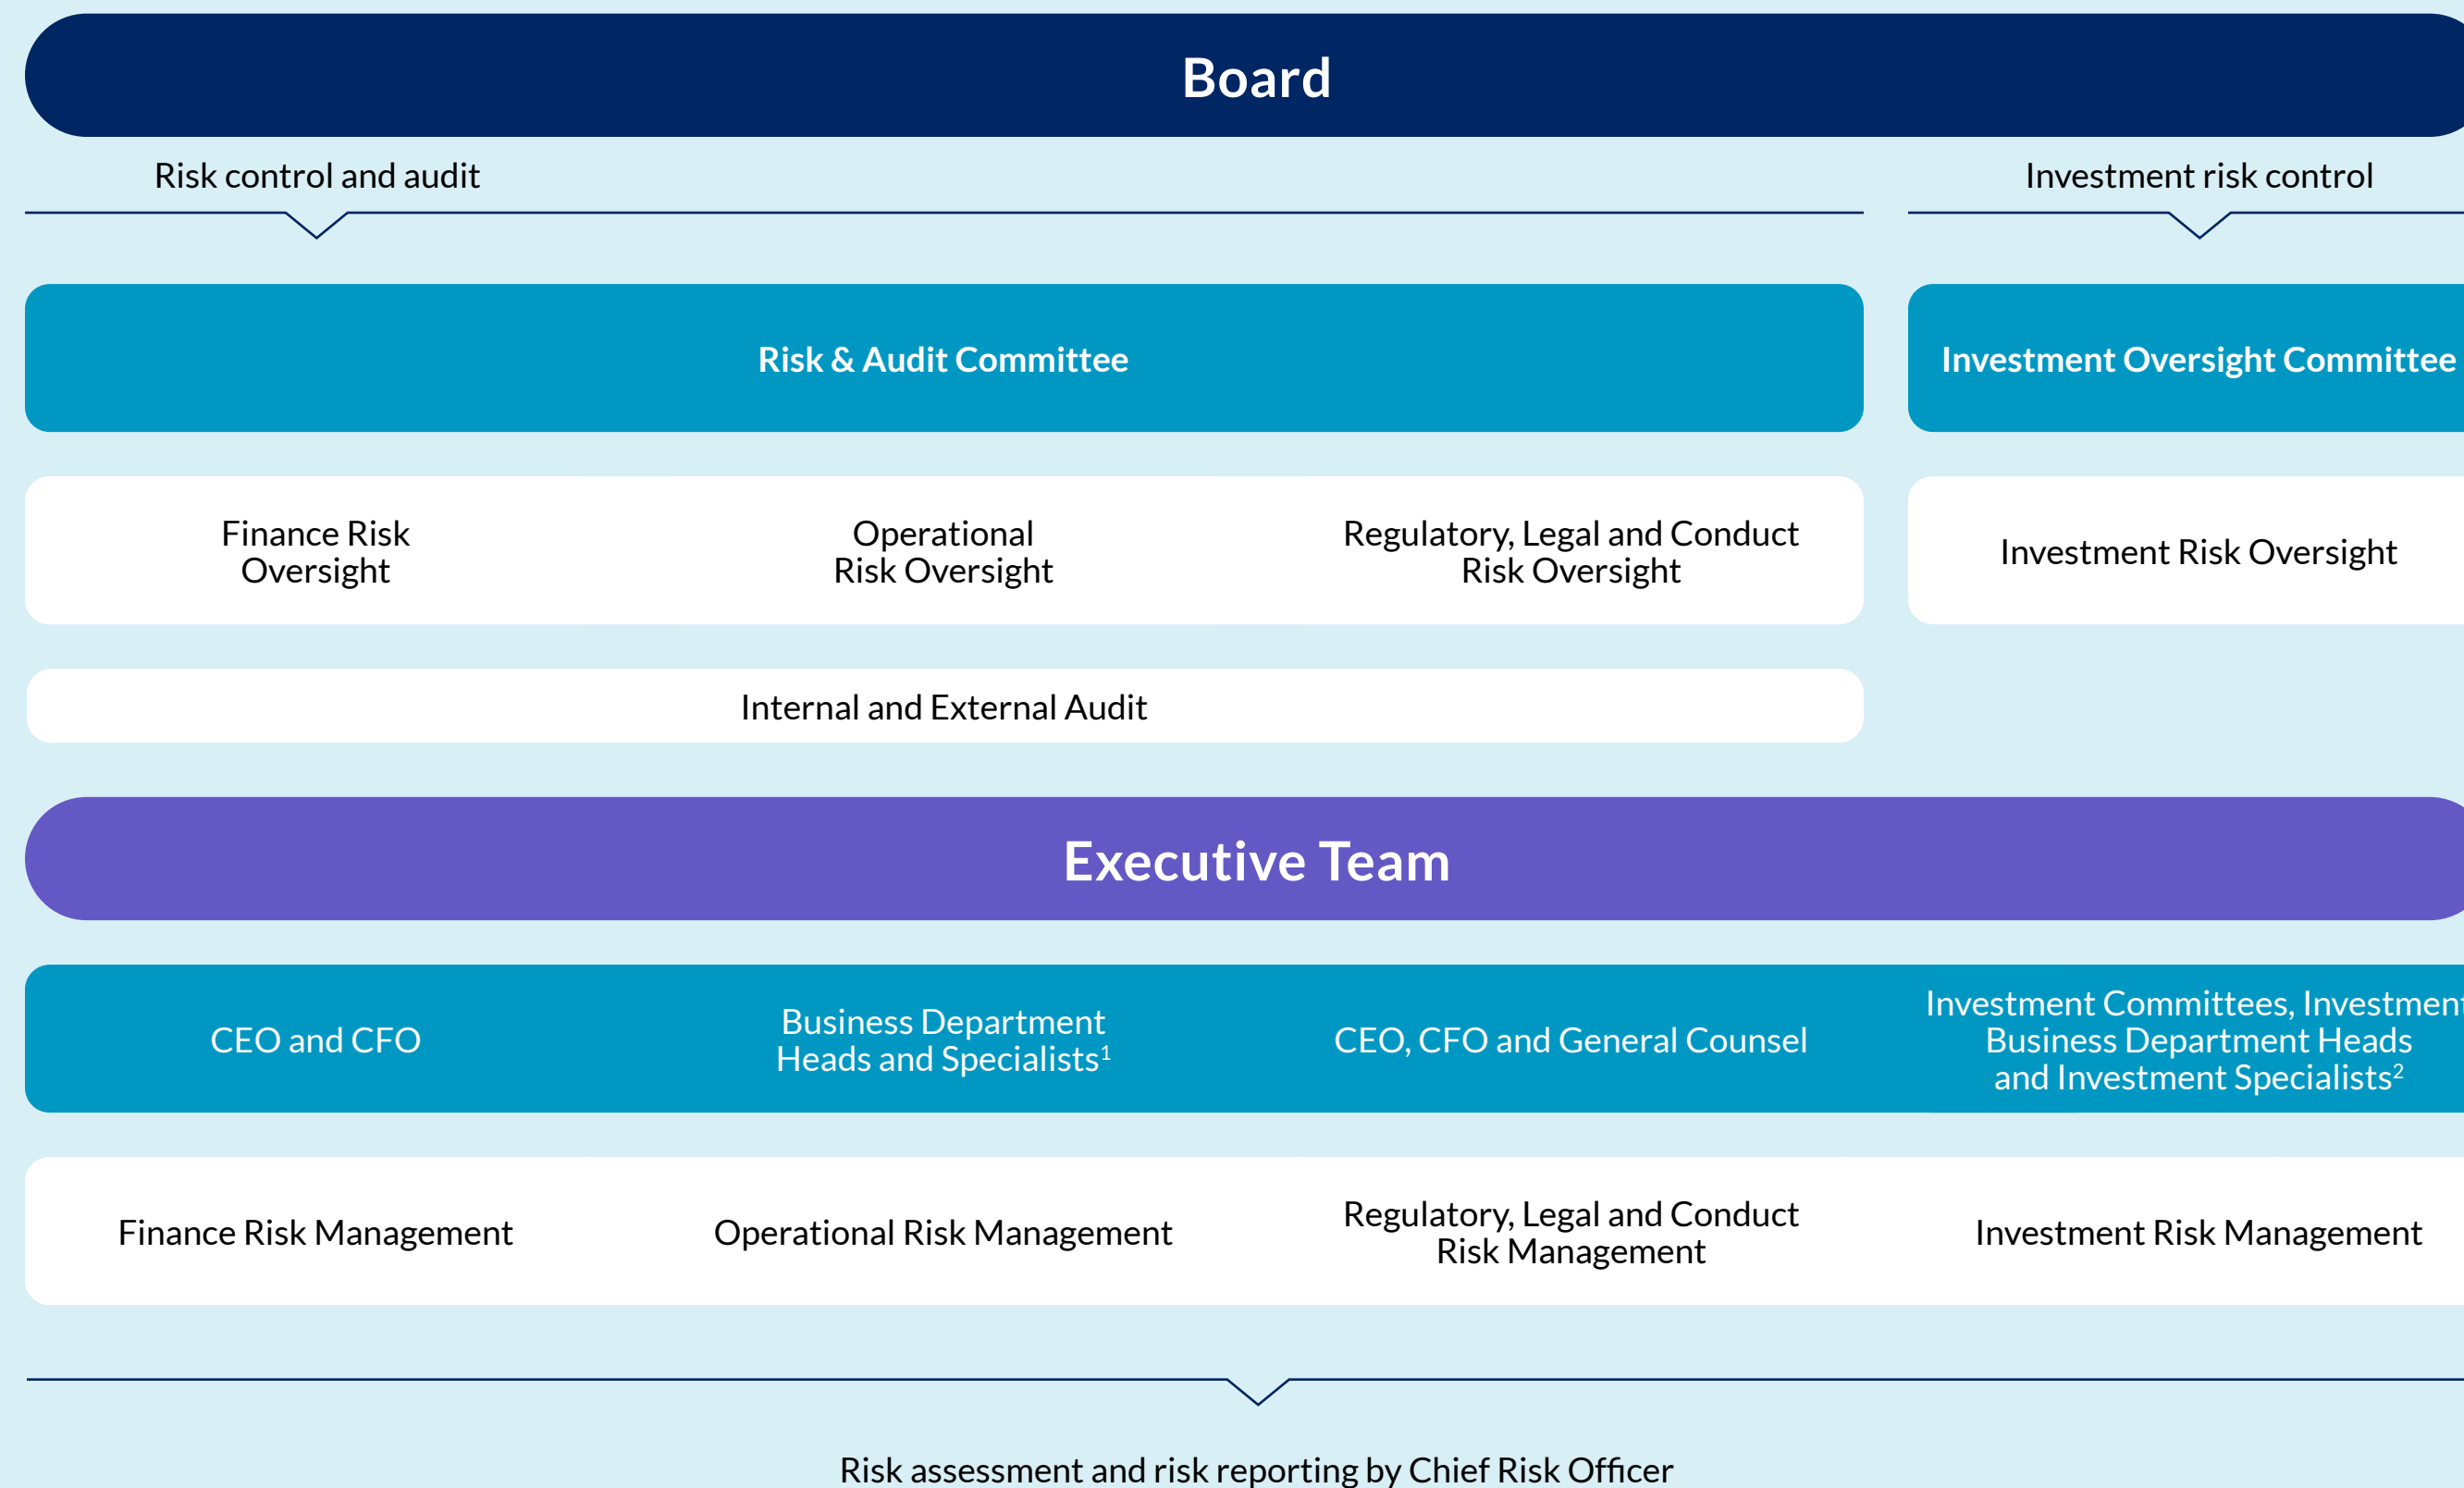 Board
Risk control and audit
Investment risk control
Risk & Audit Committee
Investment Oversight Committee
Finance Risk
Oversight
Operational
Risk Oversight
Regulatory, Legal and Conduct
Risk Oversight
Investment Risk Oversight
Internal and External Audit
Executive Team
CEO and CFO
Business Department
Heads and Specialists¹
CEO, CFO and General Counsel
Investment Committees, Investment
Business Department Heads
and Investment Specialists²
Finance Risk Management
Operational Risk Management
Regulatory, Legal and Conduct
Risk Management
Investment Risk Management
Risk assessment and risk reporting by Chief Risk Officer